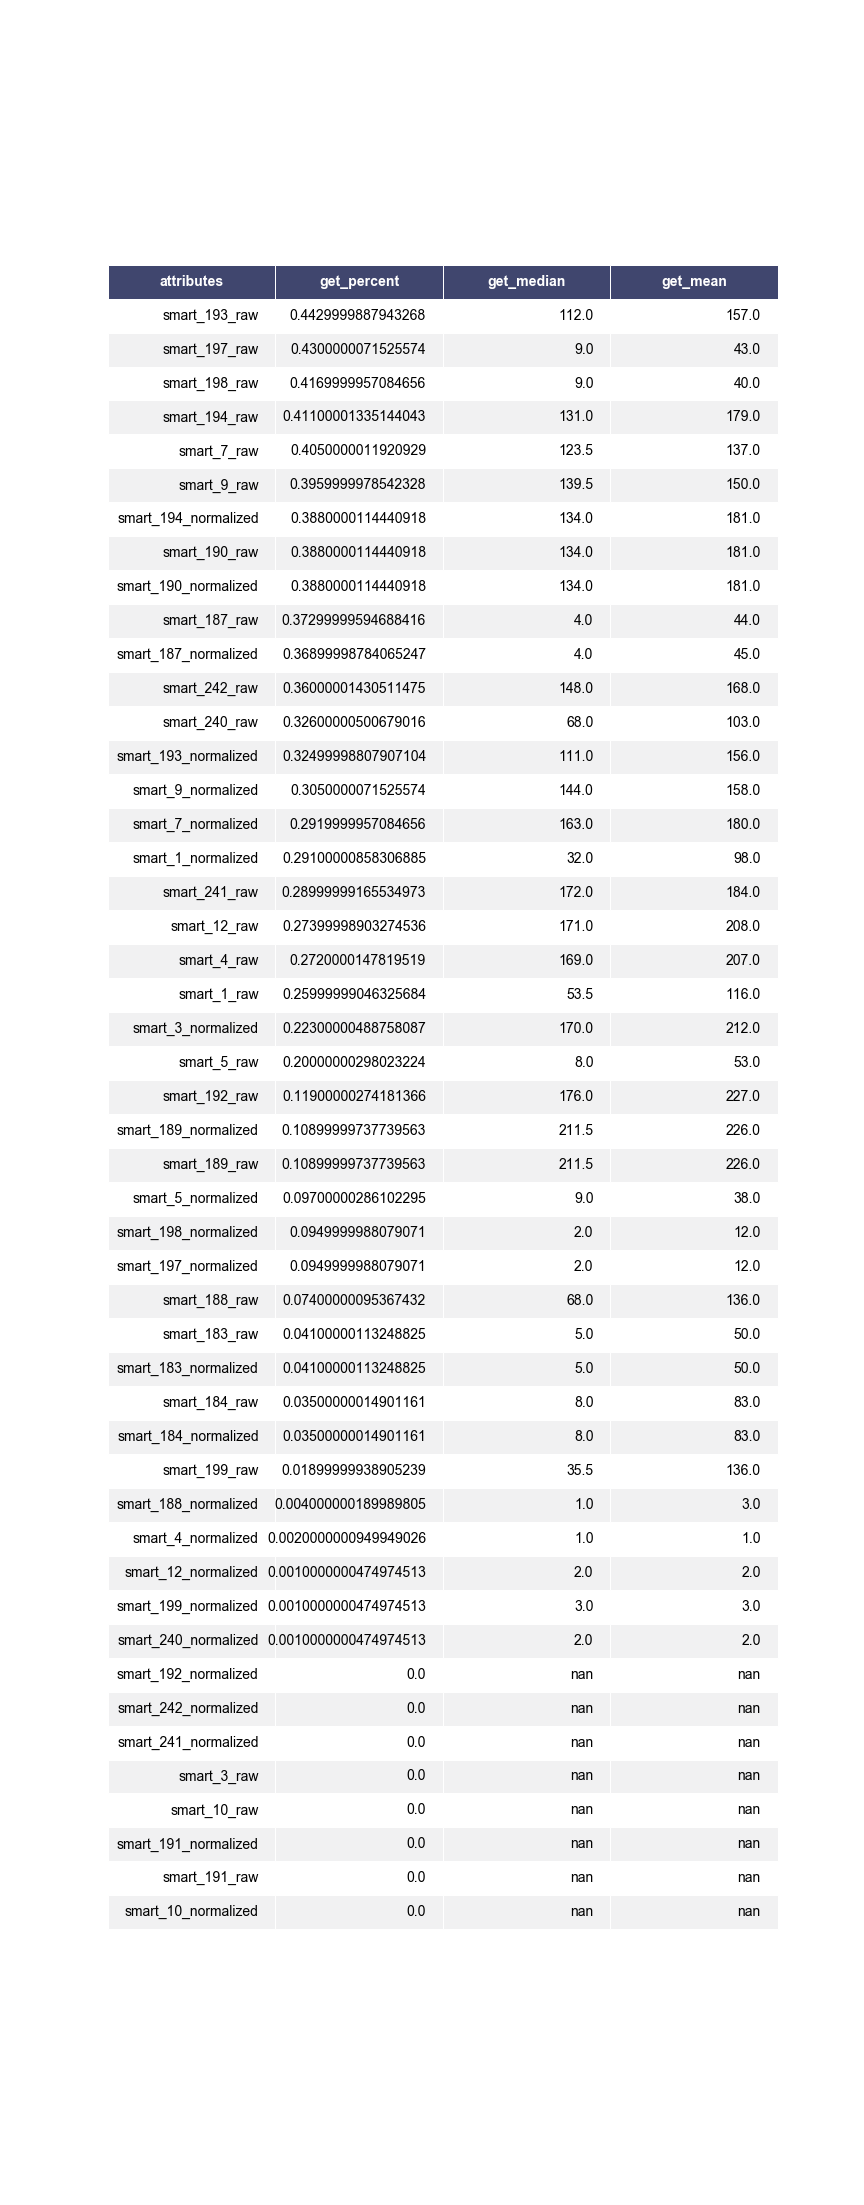 attributes get_percent get_median get_mean
smart_193_raw 0.4429999887943268 112.0 157.0
smart_197_raw 0.4300000071525574 9.0 43.0
smart_198_raw 0.4169999957084656 9.0 40.0
smart_194_raw 0.41100001335144043 131.0 179.0
smart_7_raw 0.4050000011920929 123.5 137.0
smart_9_raw 0.3959999978542328 139.5 150.0
smart_194_normalized 0.3880000114440918 134.0 181.0
smart_190_raw 0.3880000114440918 134.0 181.0
smart_190_normalized 0.3880000114440918 134.0 181.0
smart_187_raw 0.37299999594688416 4.0 44.0
smart_187_normalized 0.36899998784065247 4.0 45.0
smart_242_raw 0.36000001430511475 148.0 168.0
smart_240_raw 0.32600000500679016 68.0 103.0
smart_193_normalized 0.32499998807907104 111.0 156.0
smart_9_normalized 0.3050000071525574 144.0 158.0
smart_7_normalized 0.2919999957084656 163.0 180.0
smart_1_normalized 0.29100000858306885 32.0 98.0
smart_241_raw 0.28999999165534973 172.0 184.0
smart_12_raw 0.27399998903274536 171.0 208.0
smart_4_raw 0.2720000147819519 169.0 207.0
smart_1_raw 0.25999999046325684 53.5 116.0
smart_3_normalized 0.22300000488758087 170.0 212.0
smart_5_raw 0.20000000298023224 8.0 53.0
smart_192_raw 0.11900000274181366 176.0 227.0
smart_189_normalized 0.10899999737739563 211.5 226.0
smart_189_raw 0.10899999737739563 211.5 226.0
smart_5_normalized 0.09700000286102295 9.0 38.0
smart_198_normalized 0.0949999988079071 2.0 12.0
smart_197_normalized 0.0949999988079071 2.0 12.0
smart_188_raw 0.07400000095367432 68.0 136.0
smart_183_raw 0.04100000113248825 5.0 50.0
smart_183_normalized 0.04100000113248825 5.0 50.0
smart_184_raw 0.03500000014901161 8.0 83.0
smart_184_normalized 0.03500000014901161 8.0 83.0
smart_199_raw 0.01899999938905239 35.5 136.0
smart_188_normalized 0.004000000189989805 1.0 3.0
smart_4_normalized 0.0020000000949949026 1.0 1.0
smart_12_normalized 0.0010000000474974513 2.0 2.0
smart_199_normalized 0.0010000000474974513 3.0 3.0
smart_240_normalized 0.0010000000474974513 2.0 2.0
smart_192_normalized 0.0 nan nan
smart_242_normalized 0.0 nan nan
smart_241_normalized 0.0 nan nan
smart_3_raw 0.0 nan nan
smart_10_raw 0.0 nan nan
smart_191_normalized 0.0 nan nan
smart_191_raw 0.0 nan nan
smart_10_normalized 0.0 nan nan